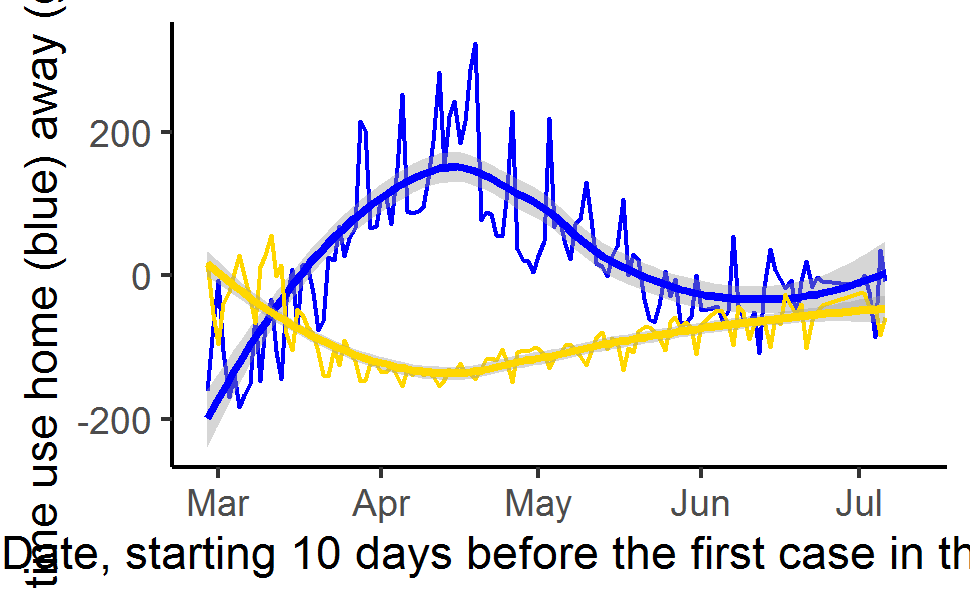 time use home (blue) away (
200
0
-200
Mar Apr May Jun Jul
Date, starting 10 days before the first case in th